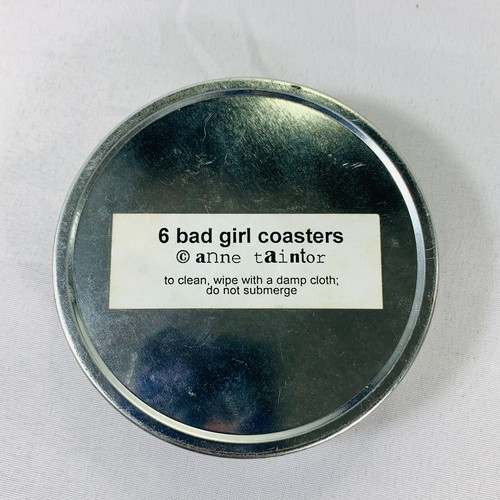 6 bad girl coasters
© anne taintor
to clean, wipe with a damp cloth;
do not submerge